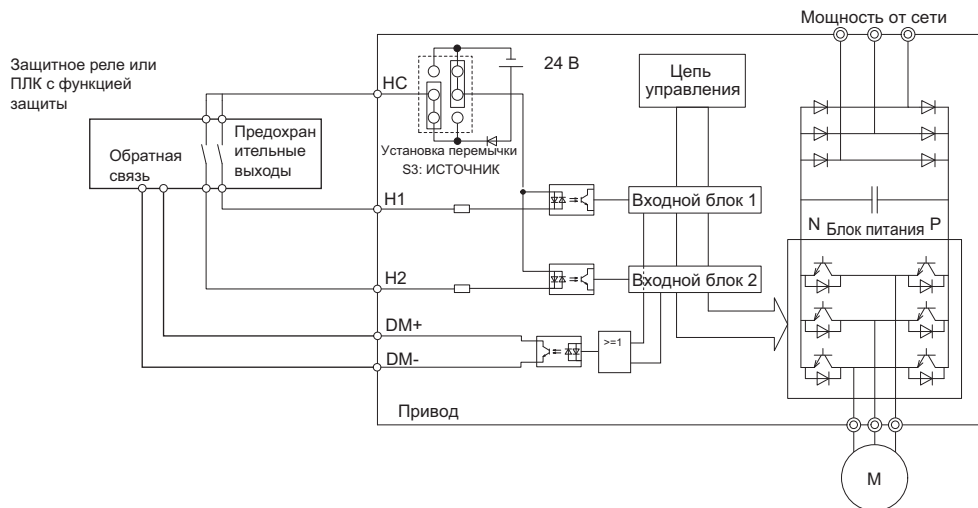 Мощность от сети
Защитное реле или
ПЛК с функцией
защиты
HC
24 В
Цепь
управления
Предохран
ительные
выходы
Обратная
связь
Установка перемычки
S3: ИСТОЧНИК
H1
Входной блок 1
N
P
Блок питания
H2
Входной блок 2
DM+
>=1
DM-
Привод
M